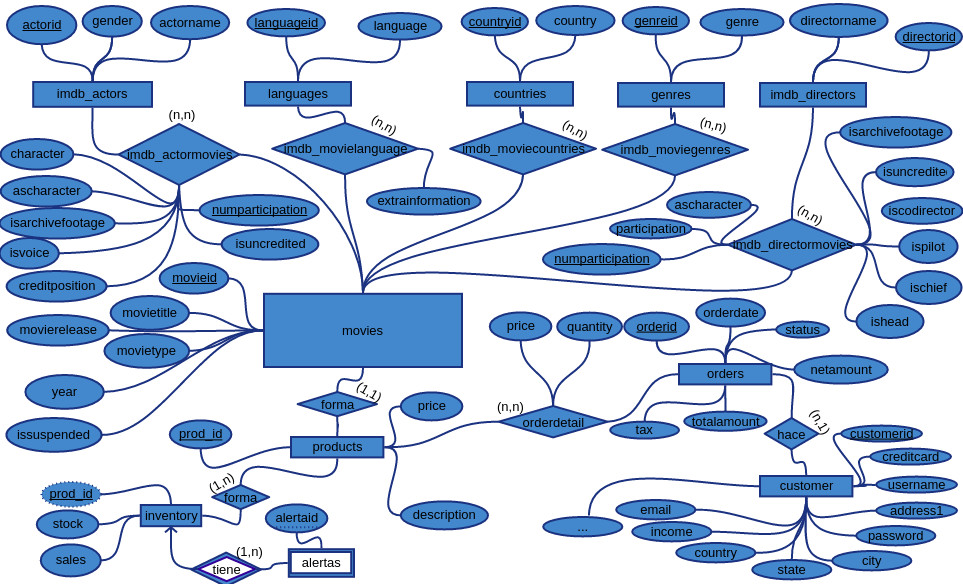 actorid
gender
actorname
languageid
language
countryid
country
genreid
genre
directorname
directorid
imdb_actors
languages
countries
genres
imdb_directors
(n,n)
(n,n)
(n,n)
(n,n)
isarchivefootage
character
imdb_actormovies
imdb_movielanguage
imdb_moviecountries
imdb_moviegenres
isuncredite
ascharacter
extrainformation
ascharacter
iscodirector
isarchivefootage
numparticipation
participation
(n,n)
isvoice
isuncredited
numparticipation
imdb_directormovies
ispilot
creditposition
movieid
ischief
movietitle
movierelease
movies
price
quantity
orderid
orderdate
status
ishead
movietype
netamount
year
(1,1)
orders
forma
price
(n,n)
orderdetail
tax
totalamount
hace
(n,1)
customerid
issuspended
prod_id
products
creditcard
(1,n)
prod_id
forma
customer
username
stock
inventory
alertaid
description
...
email
address1
income
password
sales
(1,n)
country
tiene
alertas
state
city